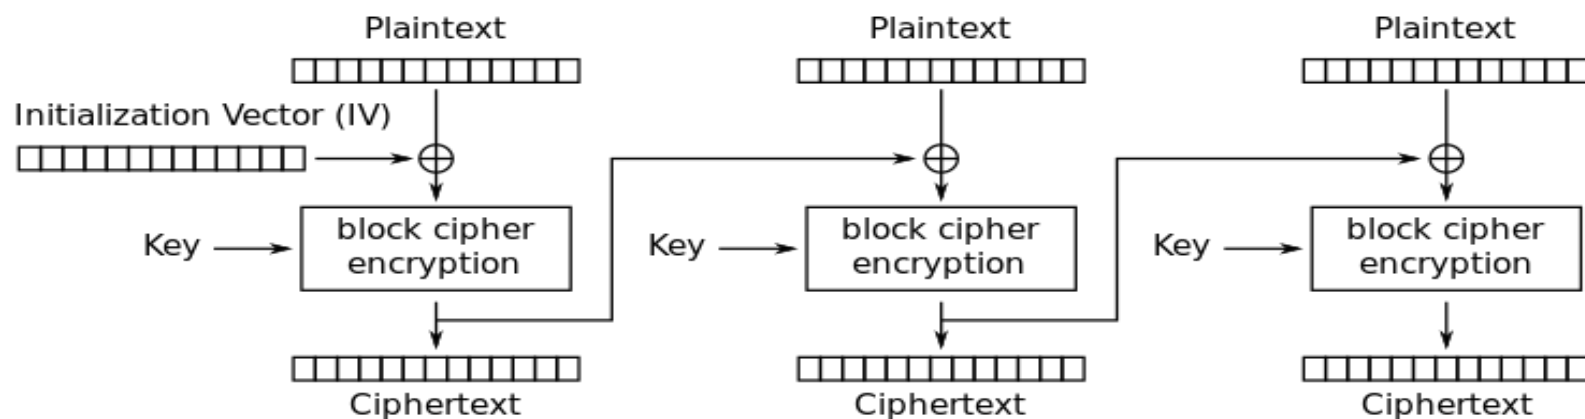 Plaintext
Plaintext
Plaintext
Initialization Vector (IV)
Key
block cipher
encryption
Key
block cipher
encryption
Key
block cipher
encryption
Ciphertext
Ciphertext
Ciphertext